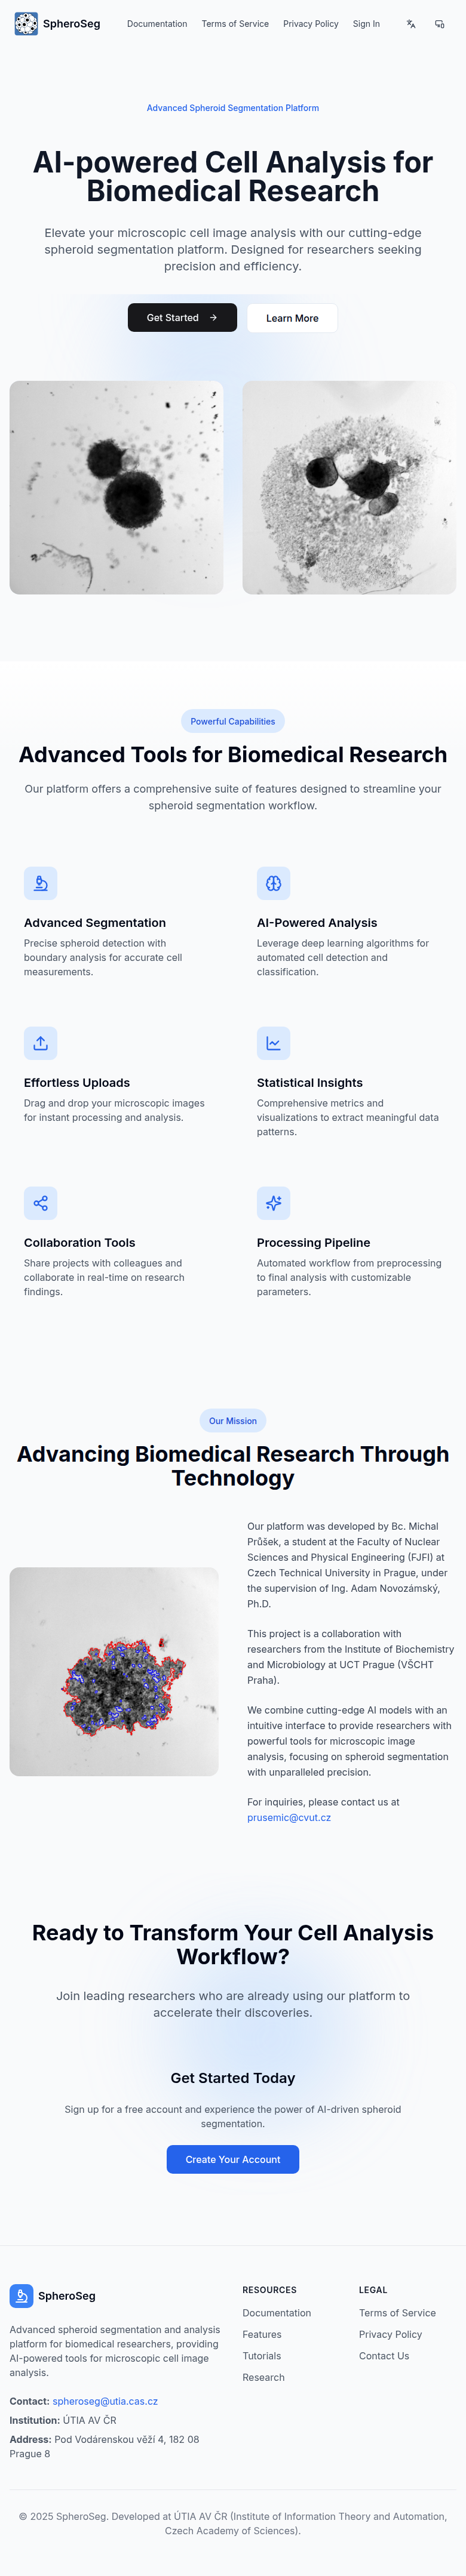 SpheroSeg
Documentation
Terms of Service
Privacy Policy
Sign In
Advanced Spheroid Segmentation Platform
AI-powered Cell Analysis for
Biomedical Research
Elevate your microscopic cell image analysis with our cutting-edge
spheroid segmentation platform. Designed for researchers seeking
precision and efficiency.
Get Started
Learn More
Powerful Capabilities
Advanced Tools for Biomedical Research
Our platform offers a comprehensive suite of features designed to streamline your
spheroid segmentation workflow.
Advanced Segmentation
Precise spheroid detection with
boundary analysis for accurate cell
measurements.
AI-Powered Analysis
Leverage deep learning algorithms for
automated cell detection and
classification.
Effortless Uploads
Drag and drop your microscopic images
for instant processing and analysis.
Statistical Insights
Comprehensive metrics and
visualizations to extract meaningful data
patterns.
Collaboration Tools
Share projects with colleagues and
collaborate in real-time on research
findings.
Processing Pipeline
Automated workflow from preprocessing
to final analysis with customizable
parameters.
Our Mission
Advancing Biomedical Research Through
Technology
Our platform was developed by Bc. Michal
Průšek, a student at the Faculty of Nuclear
Sciences and Physical Engineering (FJFI) at
Czech Technical University in Prague, under
the supervision of Ing. Adam Novozámský,
Ph.D.
This project is a collaboration with
researchers from the Institute of Biochemistry
and Microbiology at UCT Prague (VŠCHT
Praha).
We combine cutting-edge AI models with an
intuitive interface to provide researchers with
powerful tools for microscopic image
analysis, focusing on spheroid segmentation
with unparalleled precision.
For inquiries, please contact us at
prusemic@cvut.cz
Ready to Transform Your Cell Analysis
Workflow?
Join leading researchers who are already using our platform to
accelerate their discoveries.
Get Started Today
Sign up for a free account and experience the power of AI-driven spheroid
segmentation.
Create Your Account
SpheroSeg
Advanced spheroid segmentation and analysis
platform for biomedical researchers, providing
AI-powered tools for microscopic cell image
analysis.
Contact: spheroseg@utia.cas.cz
Institution: ÚTIA AV ČR
Address: Pod Vodárenskou věží 4, 182 08
Prague 8
RESOURCES
Documentation
Features
Tutorials
Research
LEGAL
Terms of Service
Privacy Policy
Contact Us
© 2025 SpheroSeg. Developed at ÚTIA AV ČR (Institute of Information Theory and Automation,
Czech Academy of Sciences).